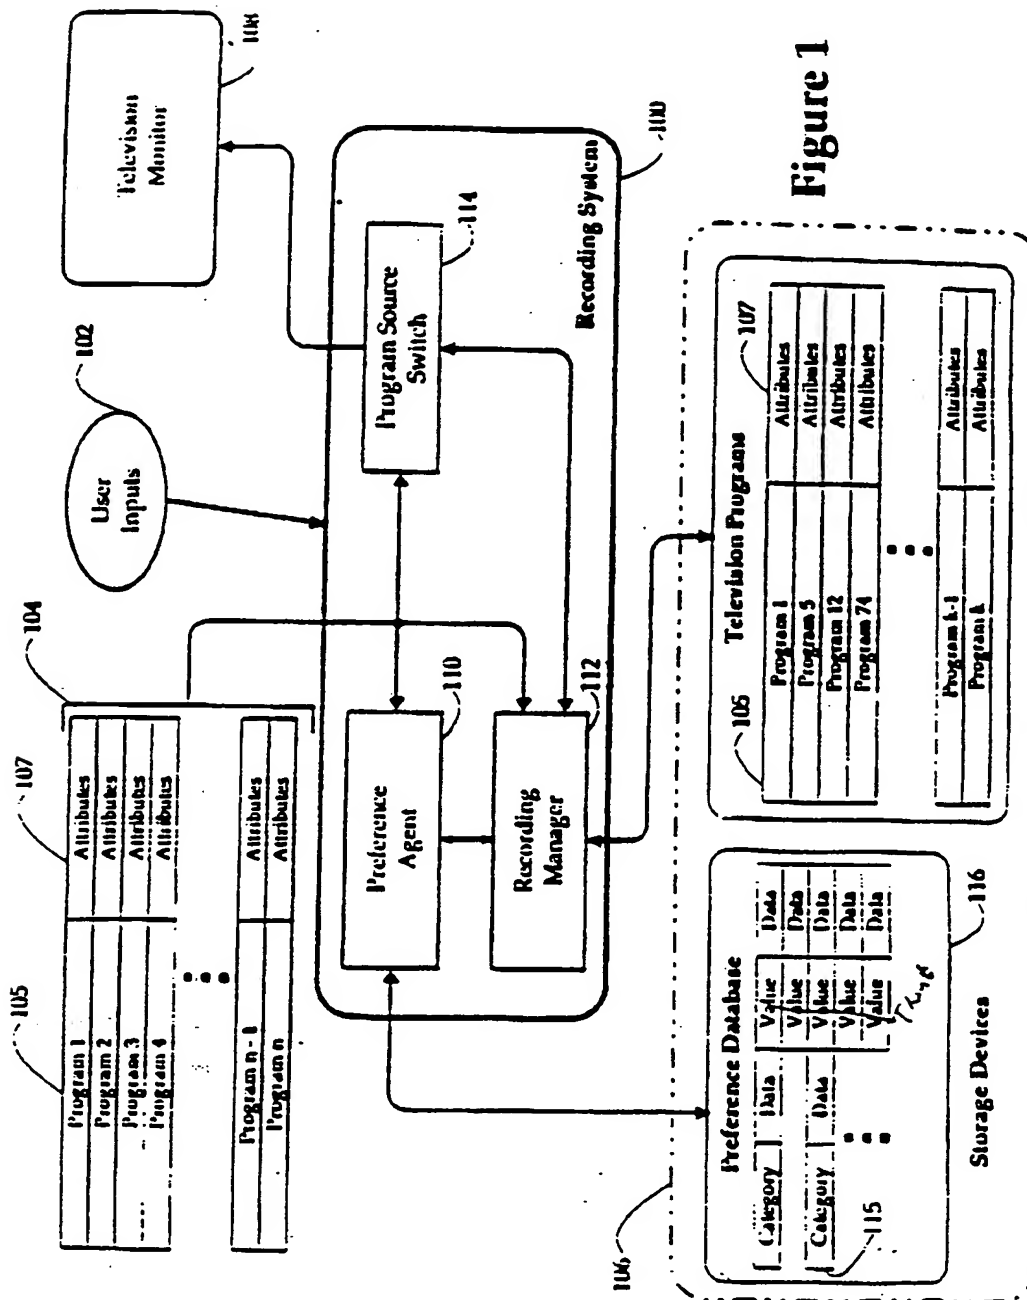 104
105
107
Program 1 Attributes
Program 2 Attributes
Program 3 Attributes
Program 4 Attributes
Program n - 1 Attributes
Program n Attributes
User
Inputs
102
Television
Monitor
108
Preference
Agent
110
Recording
Manager
112
Program Source
Switch
114
Recording System
100
106
Preference Database
Category Data Value Data
Value Data
Category Data Value Data
Value Data
Value Data
115
116
Storage Devices
Television Programs
105
107
Program 1 Attributes
Program 5 Attributes
Program 12 Attributes
Program 74 Attributes
Program k-1 Attributes
Program k Attributes
Figure 1